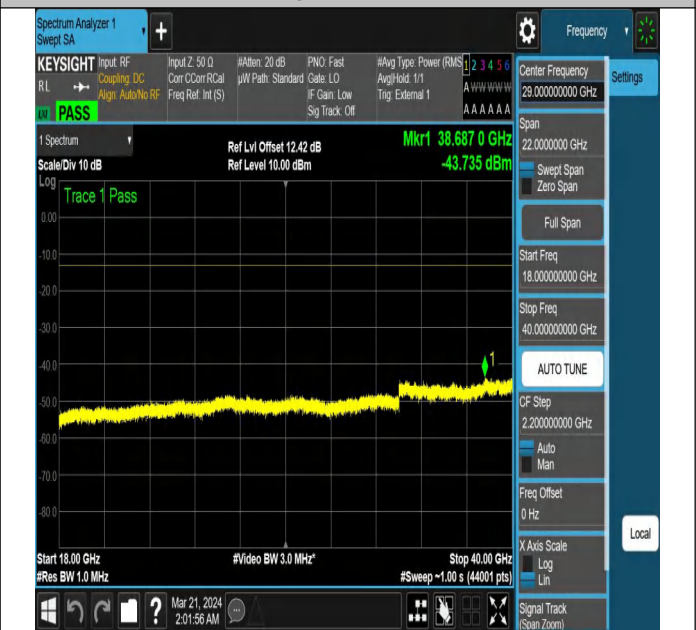 Spectrum Analyzer 1
Swept SA
+
Frequency
KEYSIGHT
RL
PASS
Input: RF
Coupling: DC
Align: Auto/No RF
Input Z: 50 Ω
Corr CCorr RCal
Freq Ref: Int (S)
#Atten: 20 dB
µW Path: Standard
PNO: Fast
Gate: LO
IF Gain: Low
Sig Track: Off
#Avg Type: Power (RMS
Avg|Hold: 1/1
Trig: External 1
1 2 3 4 5 6
A W W W W W
A A A A A A
1 Spectrum
Scale/Div 10 dB
Log
Ref Lvl Offset 12.42 dB
Ref Level 10.00 dBm
Mkr1 38.687 0 GHz
-43.735 dBm
Trace 1 Pass
0.00
-10.0
-20.0
-30.0
-40.0
-50.0
-60.0
-70.0
-80.0
1
Start 18.00 GHz
#Res BW 1.0 MHz
#Video BW 3.0 MHz*
Stop 40.00 GHz
#Sweep ~1.00 s (44001 pts)
?
Mar 21, 2024
2:01:56 AM
Center Frequency
29.000000000 GHz
Settings
Span
22.0000000 GHz
Swept Span
Zero Span
Full Span
Start Freq
18.000000000 GHz
Stop Freq
40.000000000 GHz
AUTO TUNE
CF Step
2.200000000 GHz
Auto
Man
Freq Offset
0 Hz
Local
X Axis Scale
Log
Lin
Signal Track
(Span Zoom)